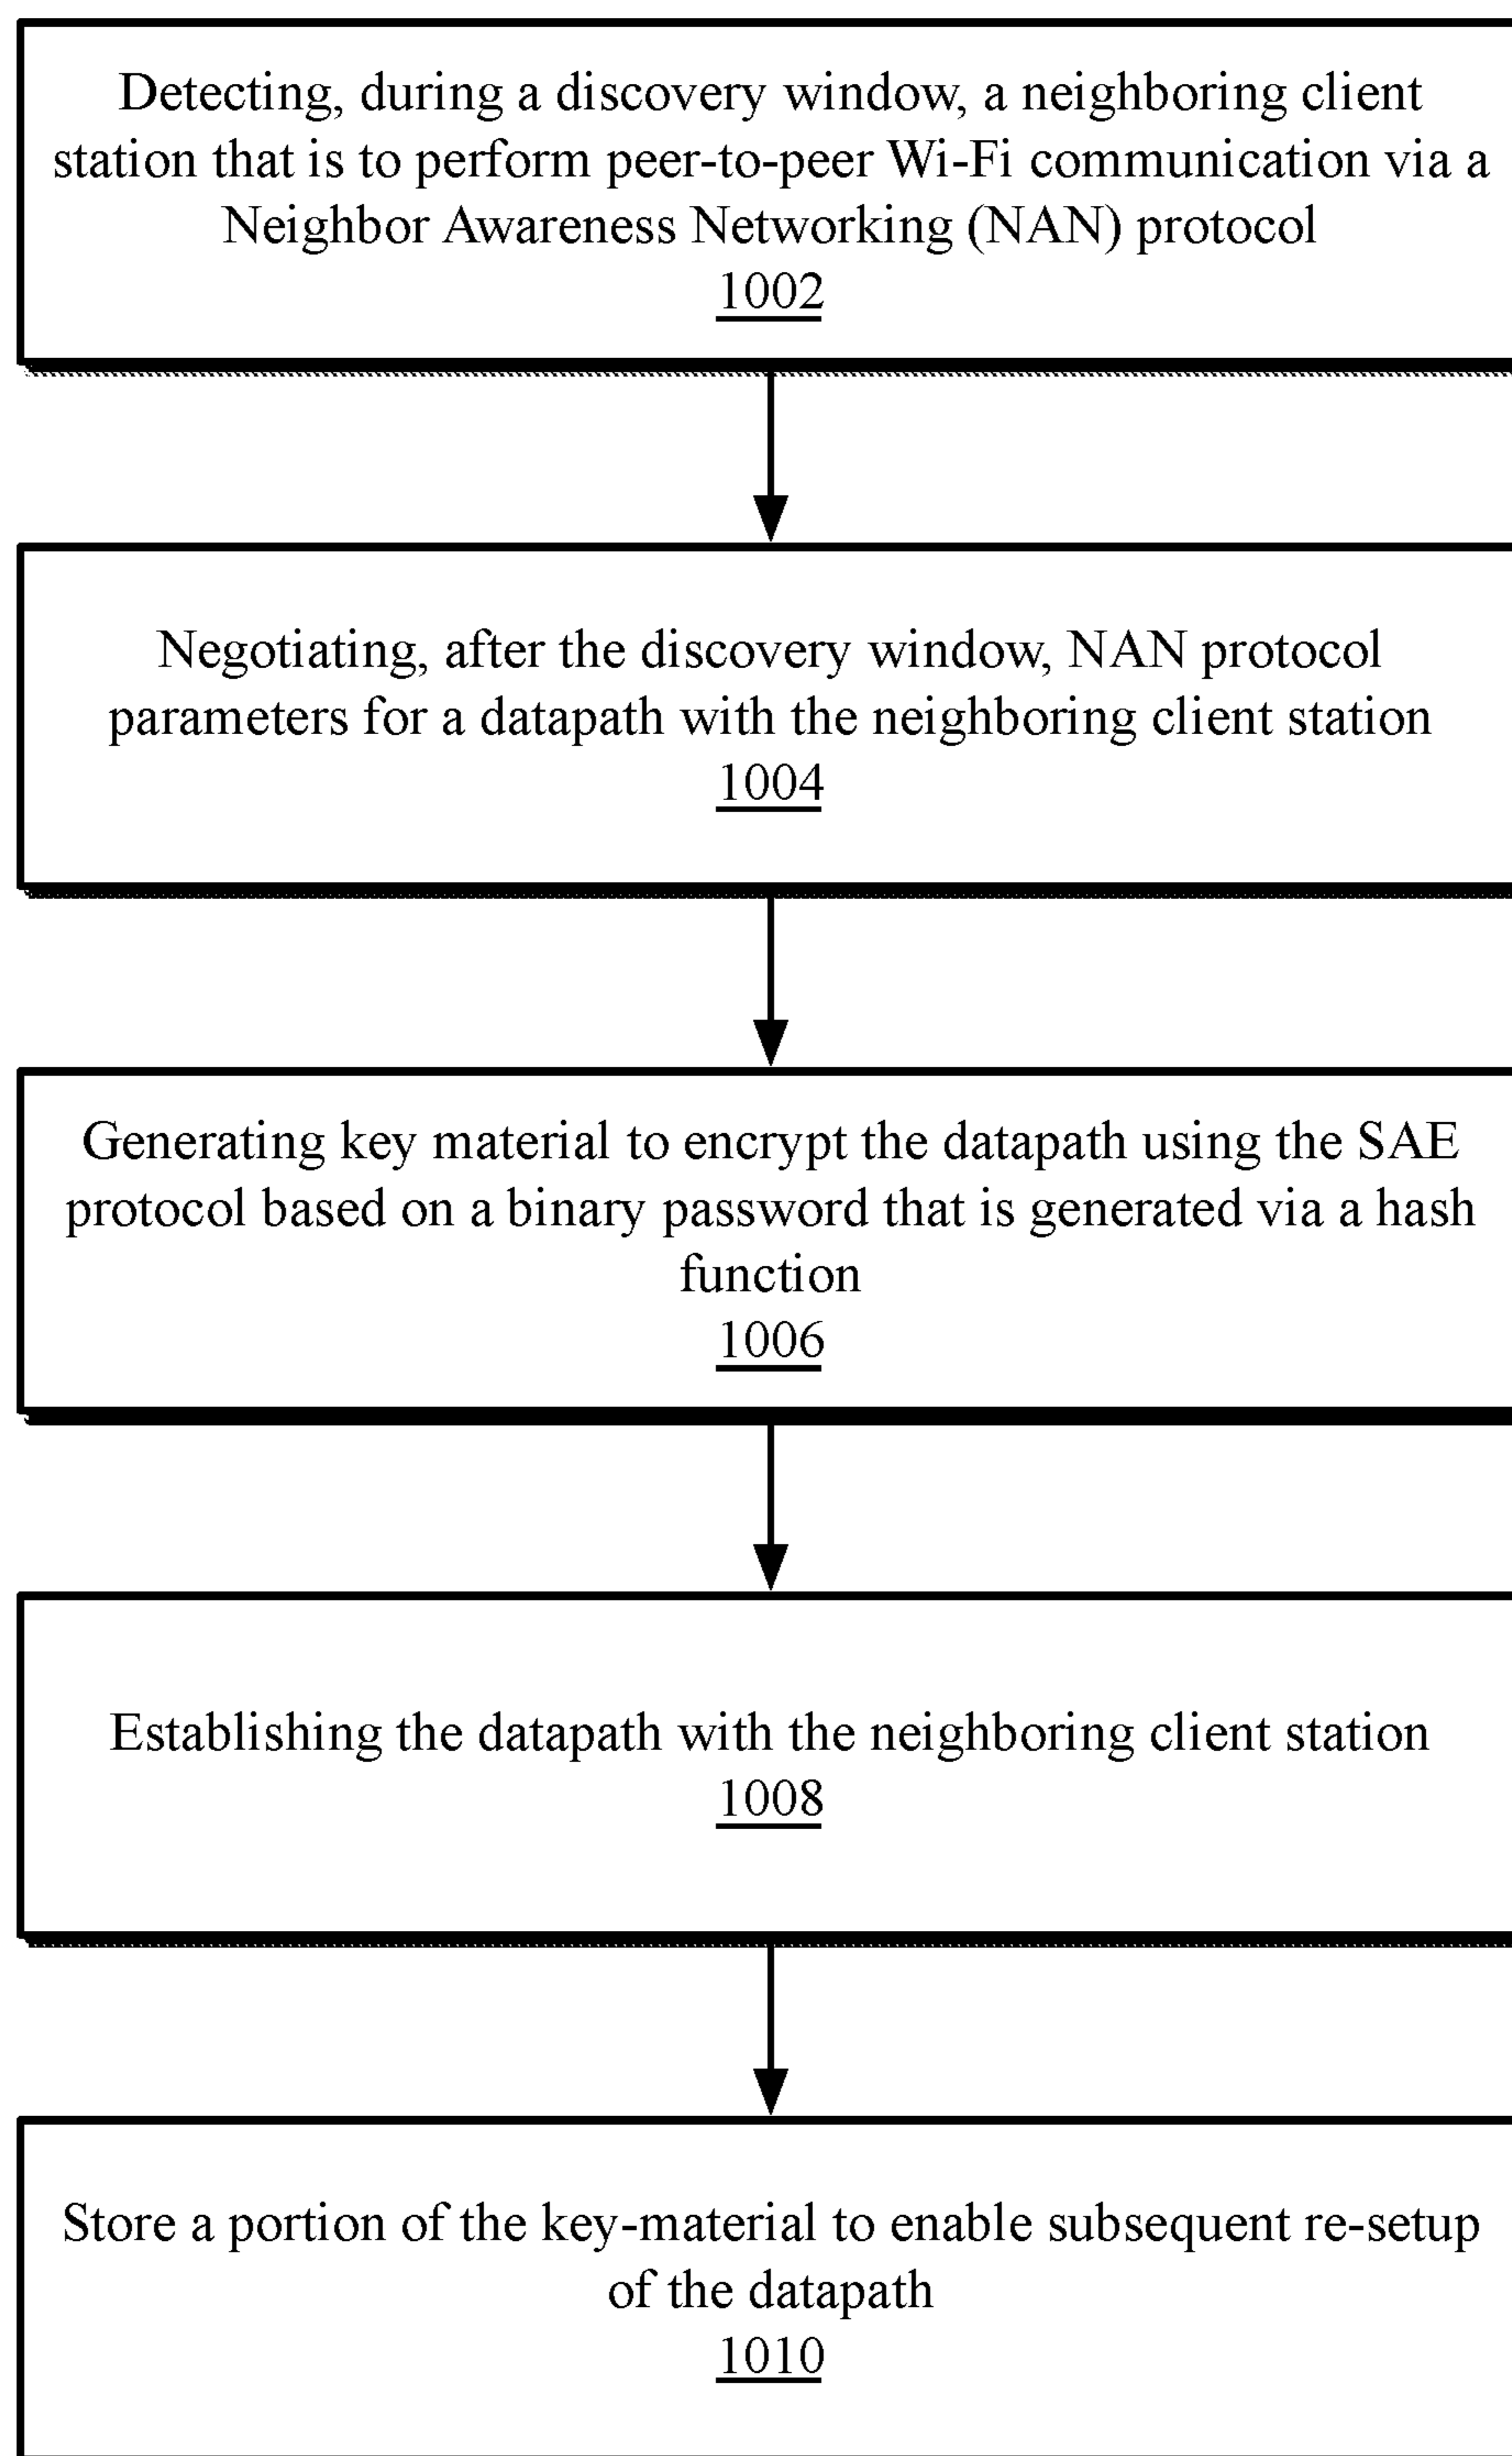 Detecting, during a discovery window, a neighboring client
station that is to perform peer-to-peer Wi-Fi communication via a
Neighbor Awareness Networking (NAN) protocol
1002
Negotiating, after the discovery window, NAN protocol
parameters for a datapath with the neighboring client station
1004
Generating key material to encrypt the datapath using the SAE
protocol based on a binary password that is generated via a hash
function
1006
Establishing the datapath with the neighboring client station
1008
Store a portion of the key-material to enable subsequent re-setup
of the datapath
1010